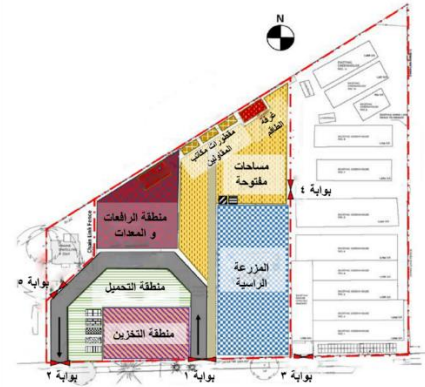 N
غرفة
الطاقم
مقطورات مكاتب
المقاولين
مساحات
مفتوحة
بوابة ٤
منطقة الرافعات
و المعدات
Chain Link Fence
المزرعة
الراسية
بوابة ٥
منطقة التحميل
منطقة التخزين
بوابة ٢
بوابة ١
بوابة ٣